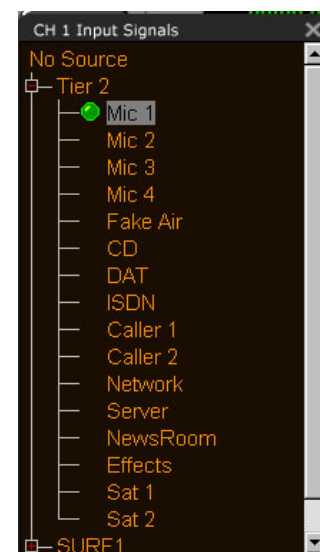 CH 1 Input Signals
No Source
Tier 2
Mic 1
Mic 2
Mic 3
Mic 4
Fake Air
CD
DAT
ISDN
Caller 1
Caller 2
Network
Server
NewsRoom
Effects
Sat 1
Sat 2
SURF1